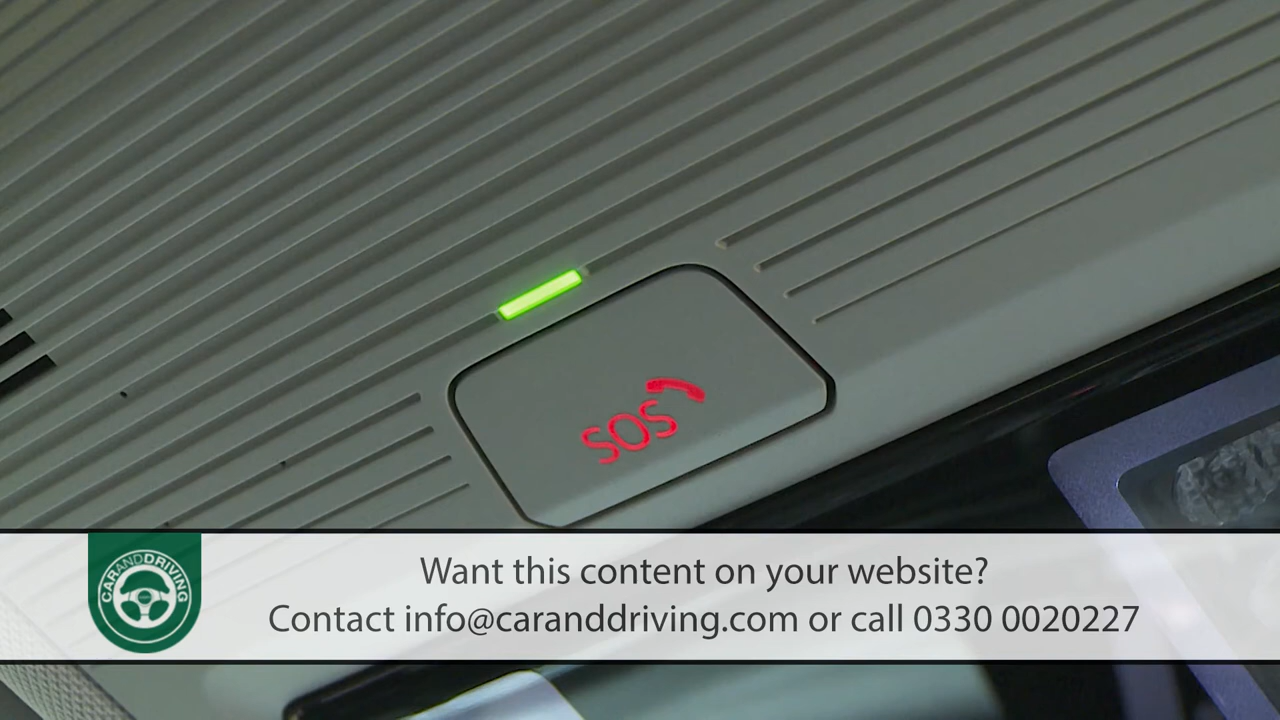 SOS
CARANDDRIVING
Want this content on your website?
Contact info@caranddriving.com or call 0330 0020227